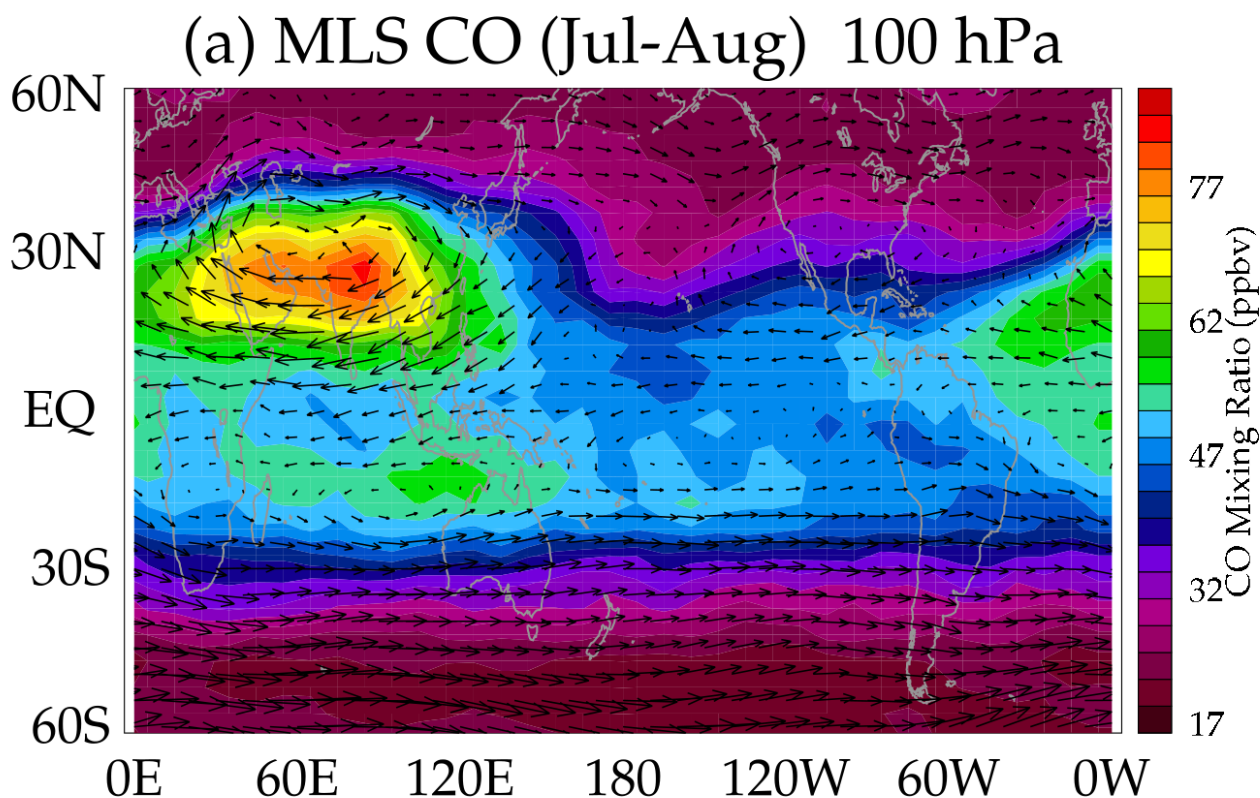 (a) MLS CO (Jul-Aug) 100 hPa
60N
30N
EQ
30S
60S
0E 60E 120E 180 120W 60W 0W
77
62
47
32
17
CO Mixing Ratio (ppbv)